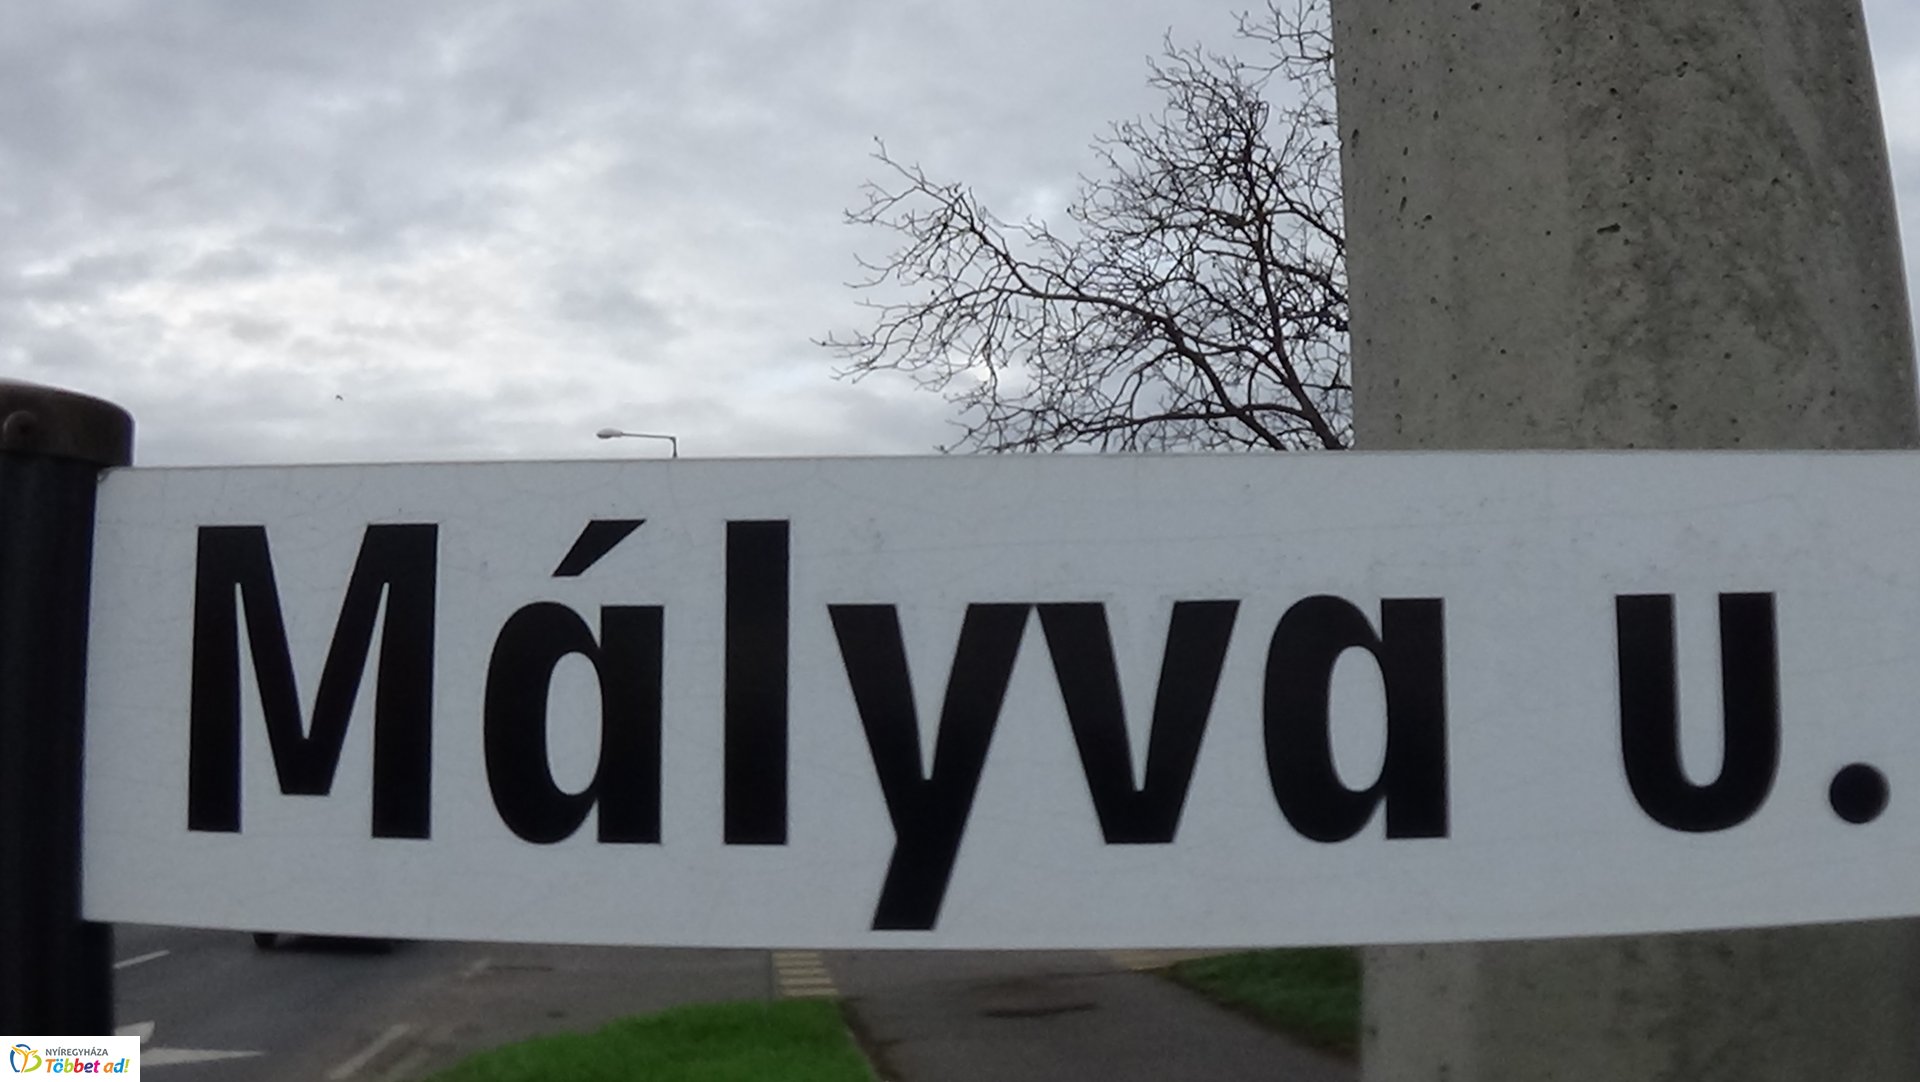 Mályva u.
NYÍREGYHÁZA
Többet ad!